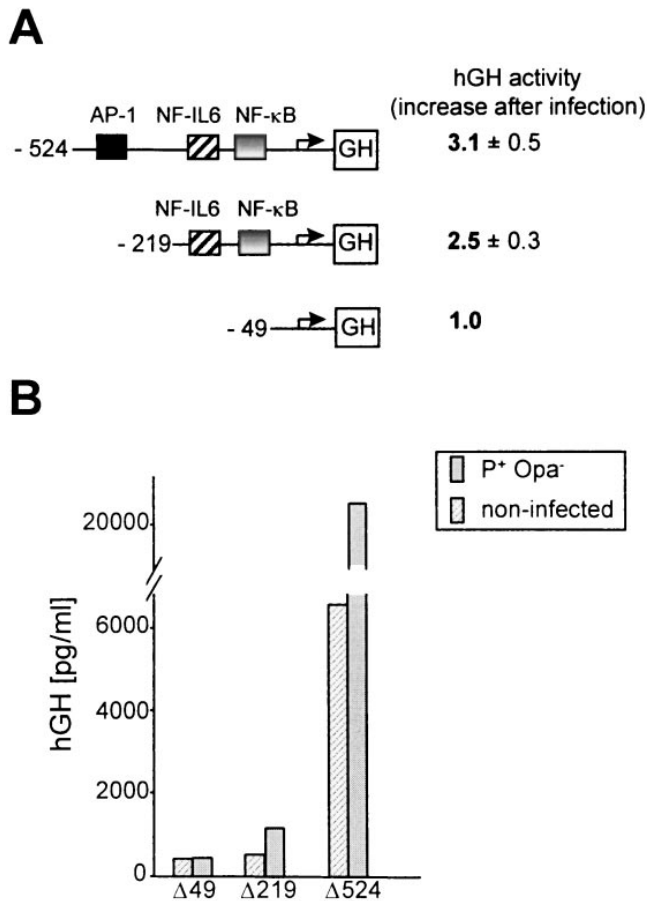 A
hGH activity
(increase after infection)
AP-1 NF-IL6 NF-κB
- 524 GH 3.1 ± 0.5
NF-IL6 NF-κB
- 219 GH 2.5 ± 0.3
- 49 GH 1.0
B
P⁺ Opa⁻
non-infected
20000
6000
4000
2000
0
hGH [pg/ml]
Δ49 Δ219 Δ524